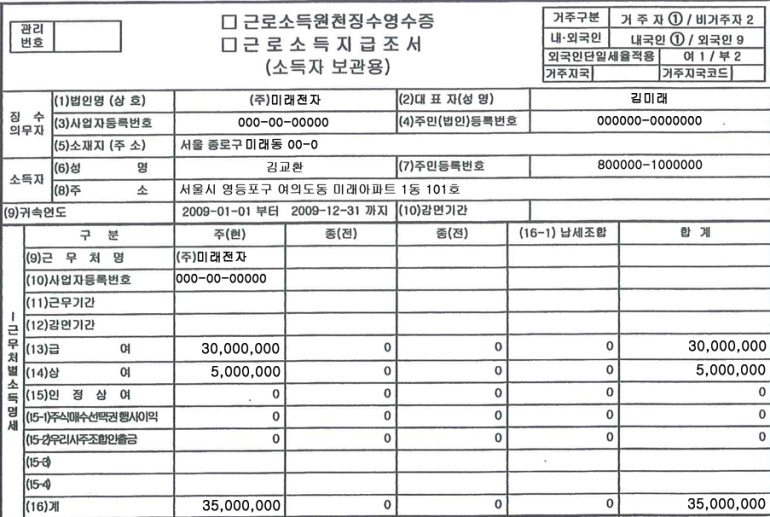 관리
번호
□ 근로소득원천징수영수증
□ 근 로 소 득 지 급 조 서
(소득자 보관용)
거주구분 거 주 자 ① / 비거주자 2
내·외국인 내국인 ① / 외국인 9
외국인단일세율적용 여 1 / 부 2
거주지국 거주지국코드
징 수
의무자
(1)법인명 (상 호) (주)미래전자 (2)대 표 자(성 명) 김미래
(3)사업자등록번호 000-00-00000 (4)주민(법인)등록번호 000000-0000000
(5)소재지 (주 소) 서울 종로구 미래동 00-0
소득자
(6)성 명 김교환 (7)주민등록번호 800000-1000000
(8)주 소 서울시 영등포구 여의도동 미래아파트 1동 101호
(9)귀속연도 2009-01-01 부터 2009-12-31 까지 (10)감면기간
Ⅰ근무처별소득명세
구 분 주(현) 종(전) 종(전) (16-1) 납세조합 합 계
(9)근 무 처 명 (주)미래전자
(10)사업자등록번호 000-00-00000
(11)근무기간
(12)감면기간
(13)급 여 30,000,000 0 0 0 30,000,000
(14)상 여 5,000,000 0 0 0 5,000,000
(15)인 정 상 여 0 0 0 0 0
(15-1)주식매수선택권 행사이익 0 0 0 0 0
(15-2)우리사주조합인출금 0 0 0 0 0
(15-3)
(15-4)
(16)계 35,000,000 0 0 0 35,000,000